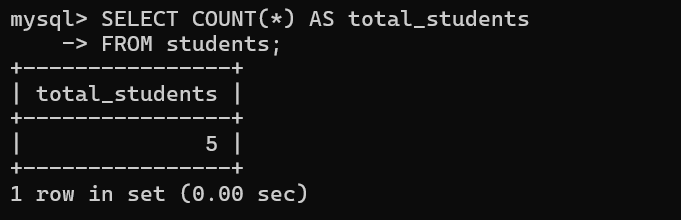 mysql> SELECT COUNT(*) AS total_students
    -> FROM students;
+----------------+
| total_students |
+----------------+
|              5 |
+----------------+
1 row in set (0.00 sec)